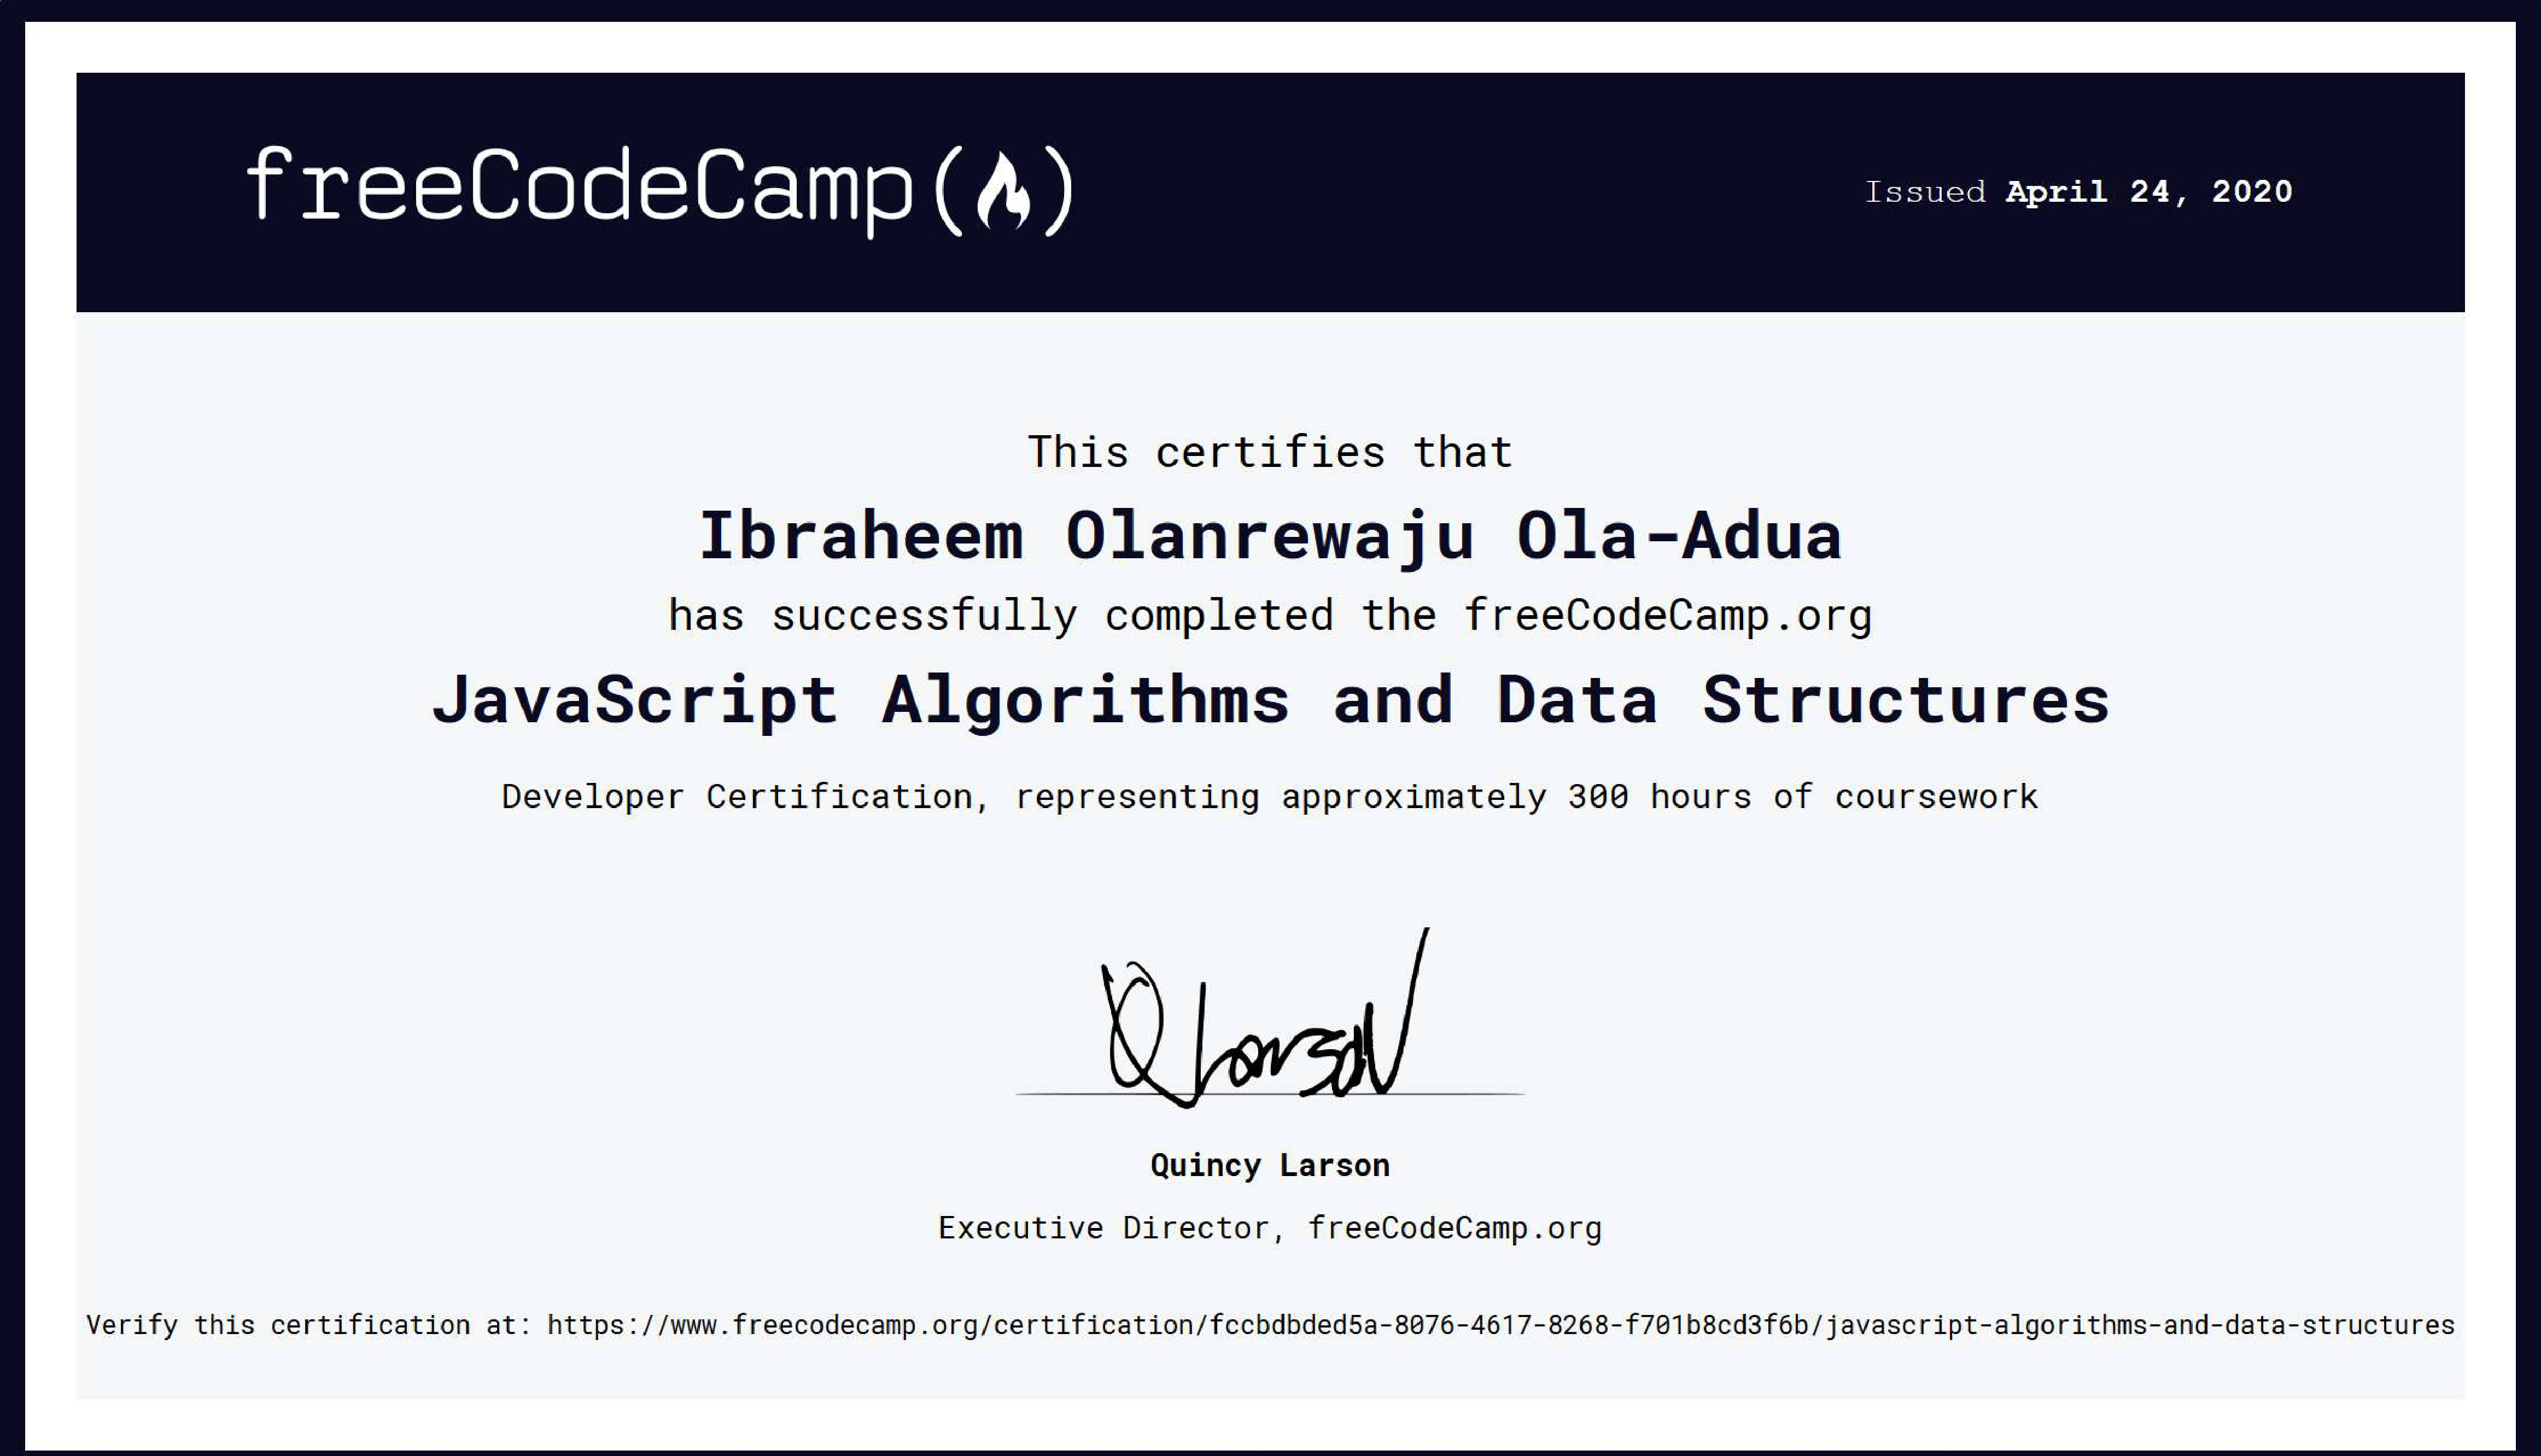 freeCodeCamp(🔥)
Issued April 24, 2020
This certifies that
Ibraheem Olanrewaju Ola-Adua
has successfully completed the freeCodeCamp.org
JavaScript Algorithms and Data Structures
Developer Certification, representing approximately 300 hours of coursework
QLarson
Quincy Larson
Executive Director, freeCodeCamp.org
Verify this certification at: https://www.freecodecamp.org/certification/fccbdbded5a-8076-4617-8268-f701b8cd3f6b/javascript-algorithms-and-data-structures